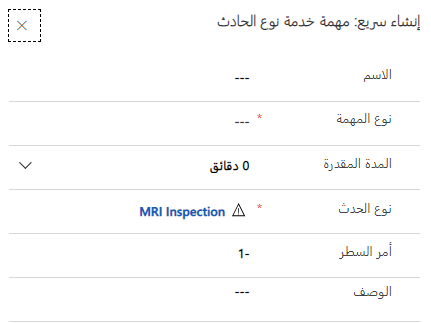 إنشاء سريع: مهمة خدمة نوع الحادث
الاسم ---
نوع المهمة * ---
المدة المقدرة 0 دقائق
نوع الحدث * MRI Inspection
أمر السطر -1
الوصف ---